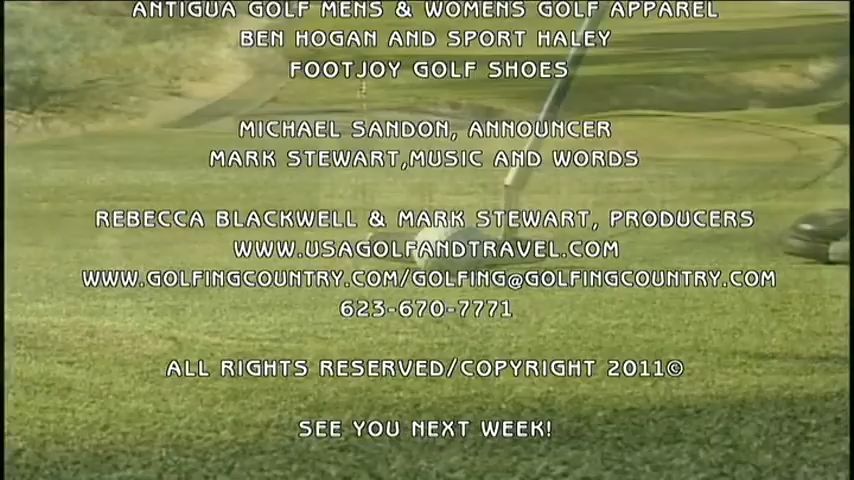 ANTIGUA GOLF MENS & WOMENS GOLF APPAREL
BEN HOGAN AND SPORT HALEY
FOOTJOY GOLF SHOES
MICHAEL SANDON, ANNOUNCER
MARK STEWART,MUSIC AND WORDS
REBECCA BLACKWELL & MARK STEWART, PRODUCERS
WWW.USAGOLFANDTRAVEL.COM
WWW.GOLFINGCOUNTRY.COM/GOLFING@GOLFINGCOUNTRY.COM
623-670-7771
ALL RIGHTS RESERVED/COPYRIGHT 2011©
SEE YOU NEXT WEEK!